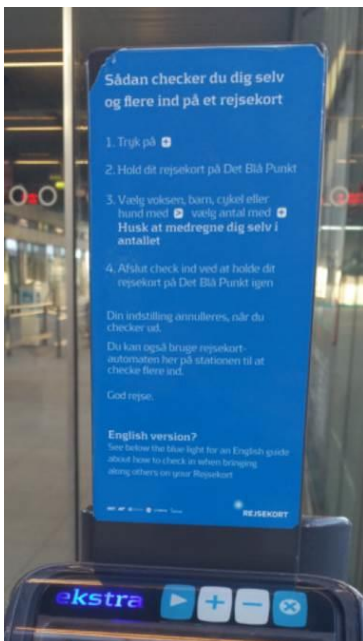 Sådan checker du dig selv
og flere ind på et rejsekort
1. Tryk på
2. Hold dit rejsekort på Det Blå Punkt
3. Vælg voksen, barn, cykel eller
hund med vælg antal med
Husk at medregne dig selv i
antallet
4. Afslut check ind ved at holde dit
rejsekort på Det Blå Punkt igen
Din indstilling annulleres, når du
checker ud.
Du kan også bruge rejsekort-
automaten her på stationen til at
checke flere ind.
God rejse.
English version?
See below the blue light for an English guide
about how to check in when bringing
along others on your Rejsekort
REJSEKORT
ekstra